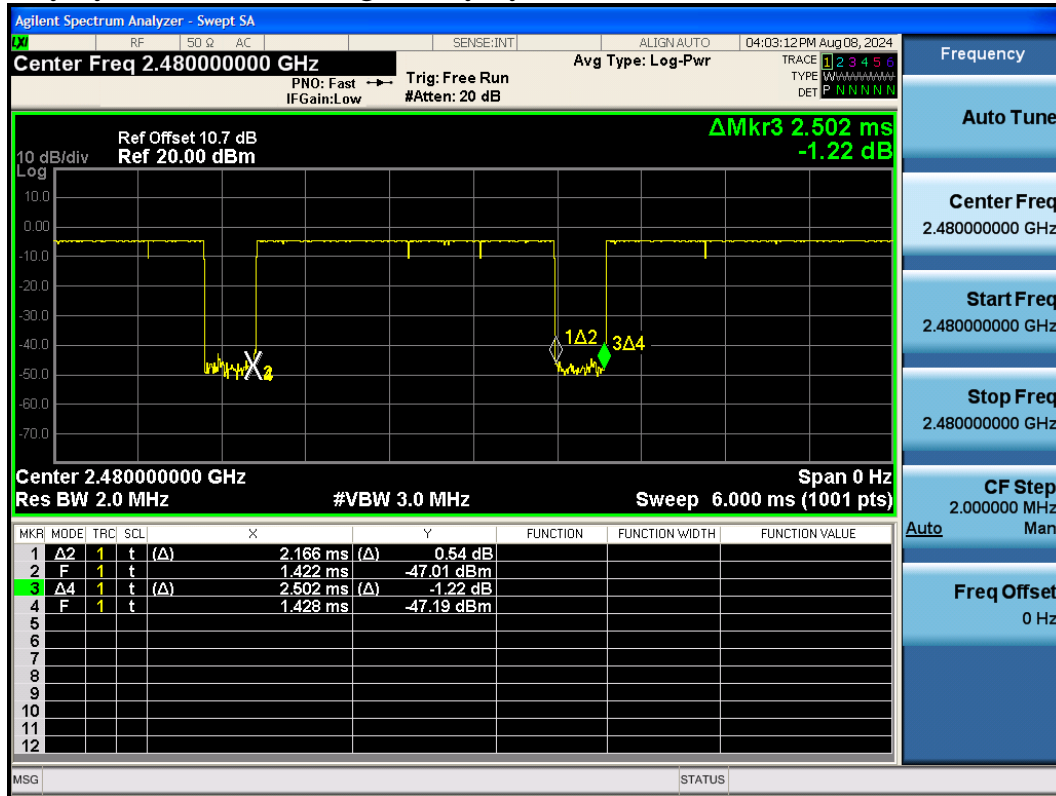 Agilent Spectrum Analyzer - Swept SA
LXI RF 50 Ω AC SENSE:INT ALIGN AUTO 04:03:12 PM Aug 08, 2024
Center Freq 2.480000000 GHz
PNO: Fast
IFGain:Low
Trig: Free Run
#Atten: 20 dB
Avg Type: Log-Pwr
TRACE 1 2 3 4 5 6
TYPE WWWWWWW
DET P N N N N N
ΔMkr3 2.502 ms
-1.22 dB
Ref Offset 10.7 dB
10 dB/div Ref 20.00 dBm
Log
10.0
0.00
-10.0
-20.0
-30.0
-40.0
-50.0
-60.0
-70.0
1Δ2
3Δ4
X2
Center 2.480000000 GHz Span 0 Hz
Res BW 2.0 MHz #VBW 3.0 MHz Sweep 6.000 ms (1001 pts)
MKR MODE TRC SCL X Y FUNCTION FUNCTION WIDTH FUNCTION VALUE
1 Δ2 1 t (Δ) 2.166 ms (Δ) 0.54 dB
2 F 1 t 1.422 ms -47.01 dBm
3 Δ4 1 t (Δ) 2.502 ms (Δ) -1.22 dB
4 F 1 t 1.428 ms -47.19 dBm
5
6
7
8
9
10
11
12
MSG STATUS
Frequency
Auto Tune
Center Freq
2.480000000 GHz
Start Freq
2.480000000 GHz
Stop Freq
2.480000000 GHz
CF Step
2.000000 MHz
Auto Man
Freq Offset
0 Hz